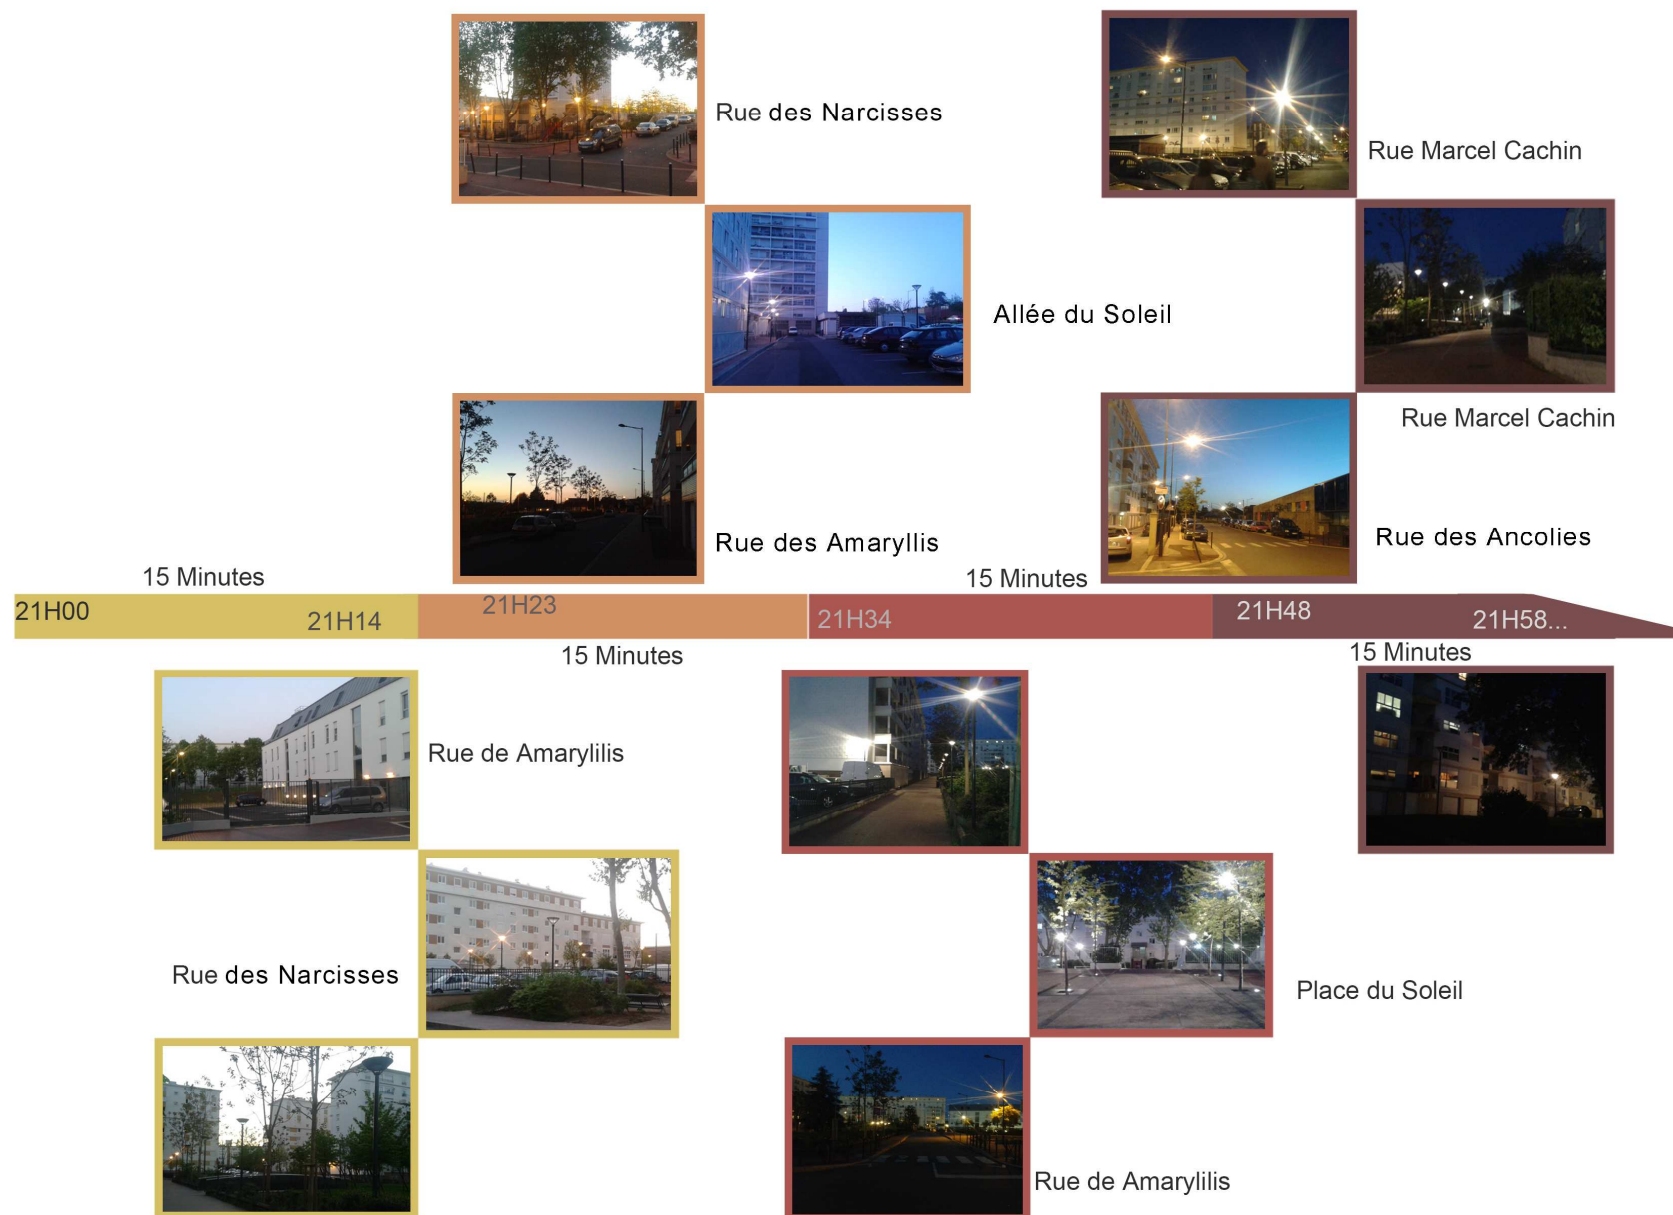 Rue des Narcisses
Rue Marcel Cachin
Allée du Soleil
Rue Marcel Cachin
Rue des Amaryllis
Rue des Ancolies
15 Minutes
15 Minutes
21H00
21H14
21H23
21H34
21H48
21H58...
15 Minutes
15 Minutes
Rue de Amarylilis
Rue des Narcisses
Place du Soleil
Rue de Amarylilis